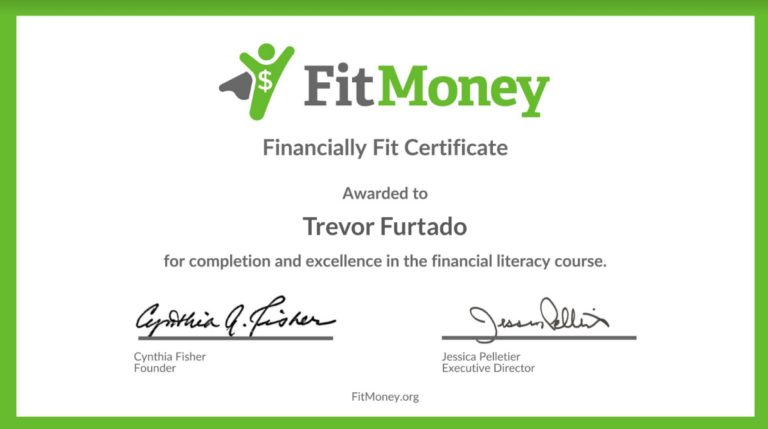 $
FitMoney
Financially Fit Certificate
Awarded to
Trevor Furtado
for completion and excellence in the financial literacy course.
Cynthia A. Fisher
Jessica Pelletier
Cynthia Fisher
Founder
Jessica Pelletier
Executive Director
FitMoney.org